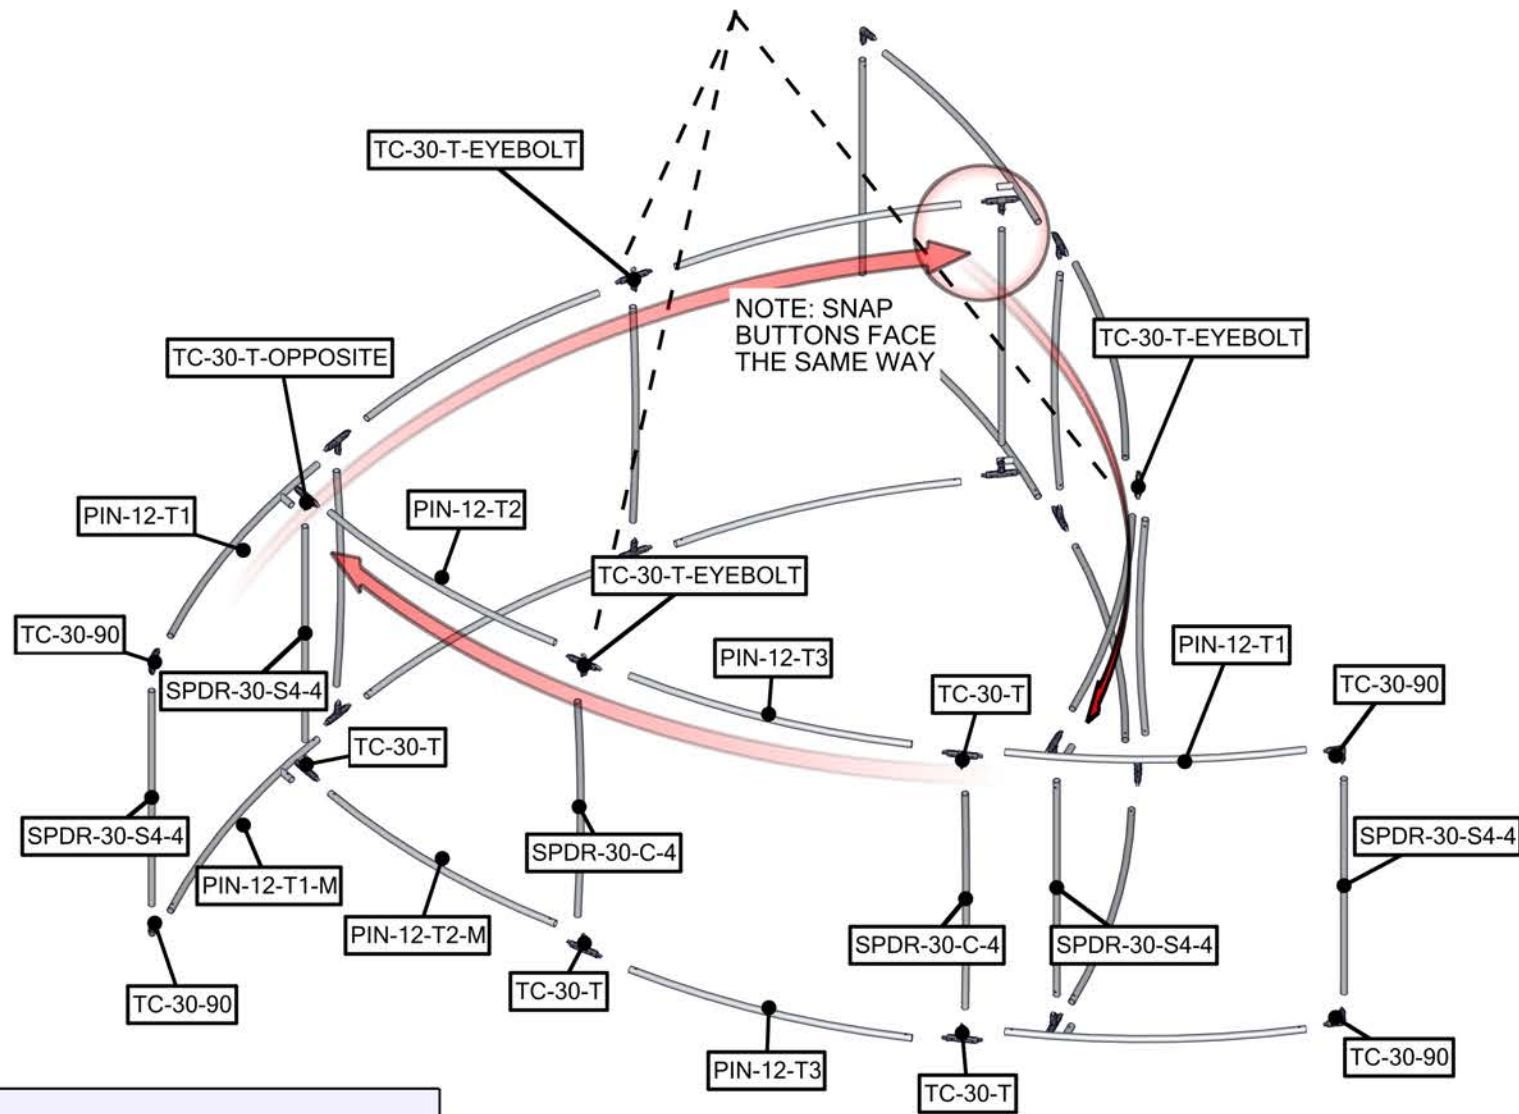 TC-30-T-EYEBOLT
NOTE: SNAP
BUTTONS FACE
THE SAME WAY
TC-30-T-EYEBOLT
TC-30-T-OPPOSITE
PIN-12-T1
PIN-12-T2
TC-30-T-EYEBOLT
TC-30-90
SPDR-30-S4-4
PIN-12-T3
PIN-12-T1
TC-30-T
TC-30-90
TC-30-T
SPDR-30-S4-4
PIN-12-T1-M
SPDR-30-C-4
SPDR-30-S4-4
PIN-12-T2-M
SPDR-30-C-4
SPDR-30-S4-4
TC-30-90
TC-30-T
PIN-12-T3
TC-30-T
TC-30-90